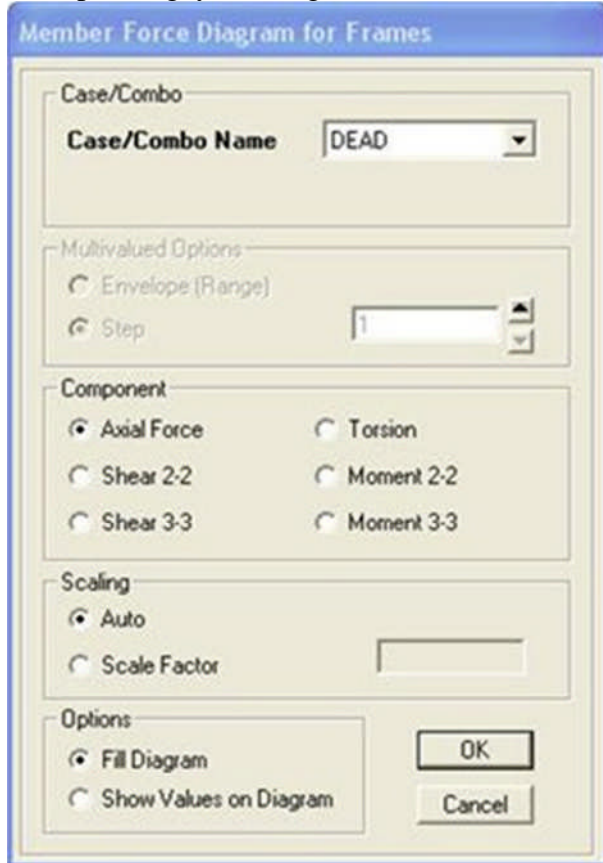 Member Force Diagram for Frames
Case/Combo
Case/Combo Name DEAD
Multivalued Options
Envelope (Range)
Step 1
Component
Axial Force Torsion
Shear 2-2 Moment 2-2
Shear 3-3 Moment 3-3
Scaling
Auto
Scale Factor
Options
Fill Diagram OK
Show Values on Diagram Cancel